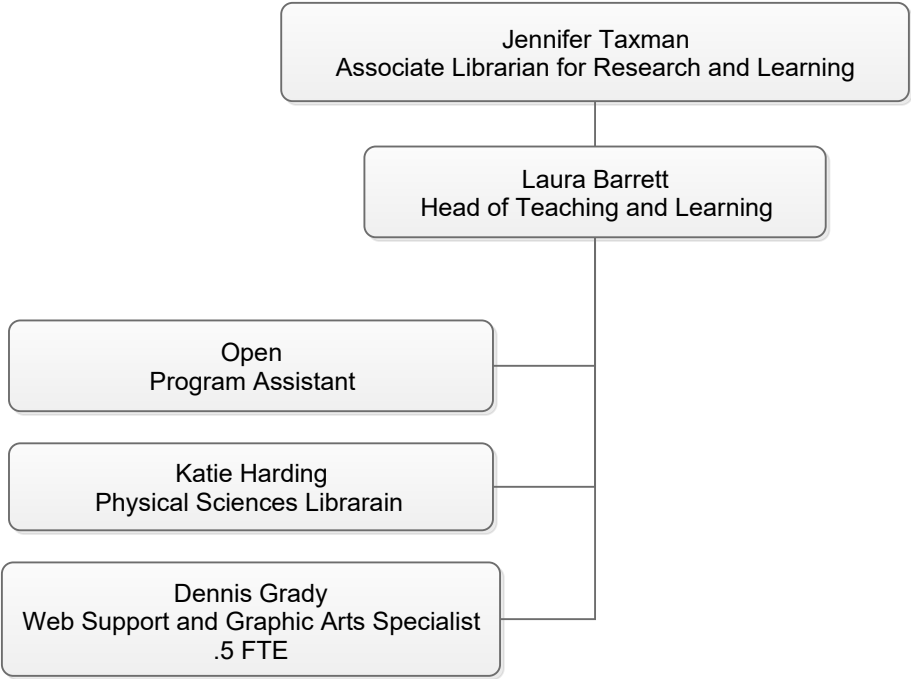 Jennifer Taxman
Associate Librarian for Research and Learning
Laura Barrett
Head of Teaching and Learning
Open
Program Assistant
Katie Harding
Physical Sciences Librarain
Dennis Grady
Web Support and Graphic Arts Specialist
.5 FTE